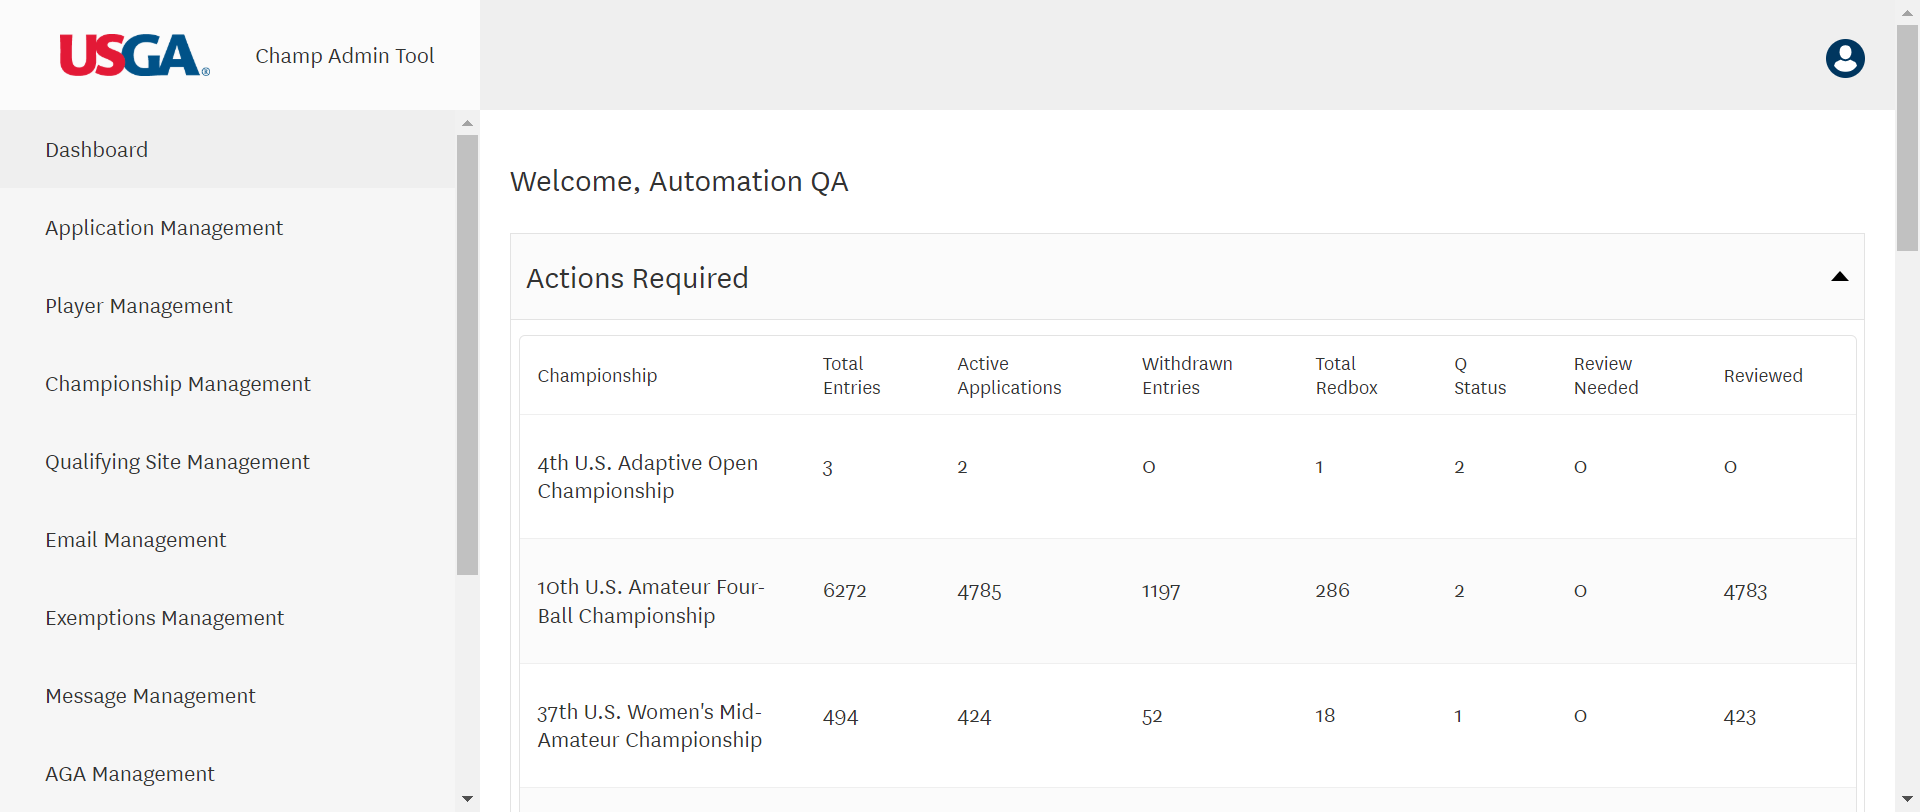 USGA®
Champ Admin Tool
Dashboard
Application Management
Player Management
Championship Management
Qualifying Site Management
Email Management
Exemptions Management
Message Management
AGA Management
Welcome, Automation QA
Actions Required
Championship
Total
Entries
Active
Applications
Withdrawn
Entries
Total
Redbox
Q
Status
Review
Needed
Reviewed
4th U.S. Adaptive Open
Championship
3 2 0 1 2 0 0
10th U.S. Amateur Four-
Ball Championship
6272 4785 1197 286 2 0 4783
37th U.S. Women's Mid-
Amateur Championship
494 424 52 18 1 0 423